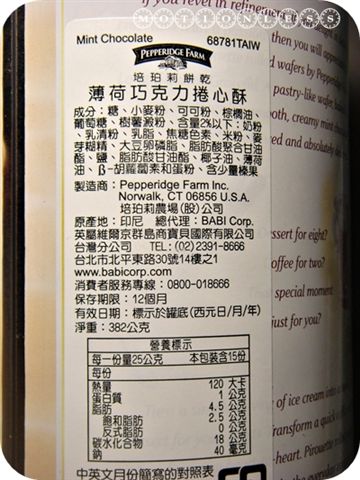 MOTIONLESS
if you revel in refinement
Mint Chocolate 68781TAIW
then you will app
PEPPERIDGE FARM
d wafers by Pepper
培珀莉餅乾
pastry-like wafer, ba
薄荷巧克力捲心酥
oth, creamy mint cho
成分：糖、小麥粉、可可粉、棕櫚油、
red and absolutely de
葡萄糖、樹薯澱粉、含量2%以下：奶粉
、乳清粉、乳脂、焦糖色素、米粉、麥
芽糊精、大豆卵磷脂、脂肪酸聚合甘油
酯、鹽、脂肪酸甘油酯、椰子油、薄荷
油、β-胡蘿蔔素和蛋粉、含少量榛果
製造商：Pepperidge Farm Inc.
Norwalk, CT 06856 U.S.A.
培珀莉農場(股)公司
原產地：印尼 總代理：BABI Corp.
ssert for eight?
英屬維爾京群島商寶貝國際有限公司
台灣分公司 TEL: (02) 2391-8666
offee for two?
台北市北平東路30號14樓之1
www.babicorp.com
special moment
消費者服務專線：0800-018666
保存期限：12個月
just for you?
有效日期：標示於罐底(西元日/月/年)
淨重：382公克
營養標示
每一份量25公克 本包裝含15份
每份
熱量 120 大卡
of ice cream into a
蛋白質 1 公克
脂肪 4.5 公克
ransform a quick
飽和脂肪 2.5 公克
反式脂肪 0 公克
-heart. Pirouette
碳水化合物 18 公克
鈉 40 毫克
the everyday
中英文月份簡寫的對照表